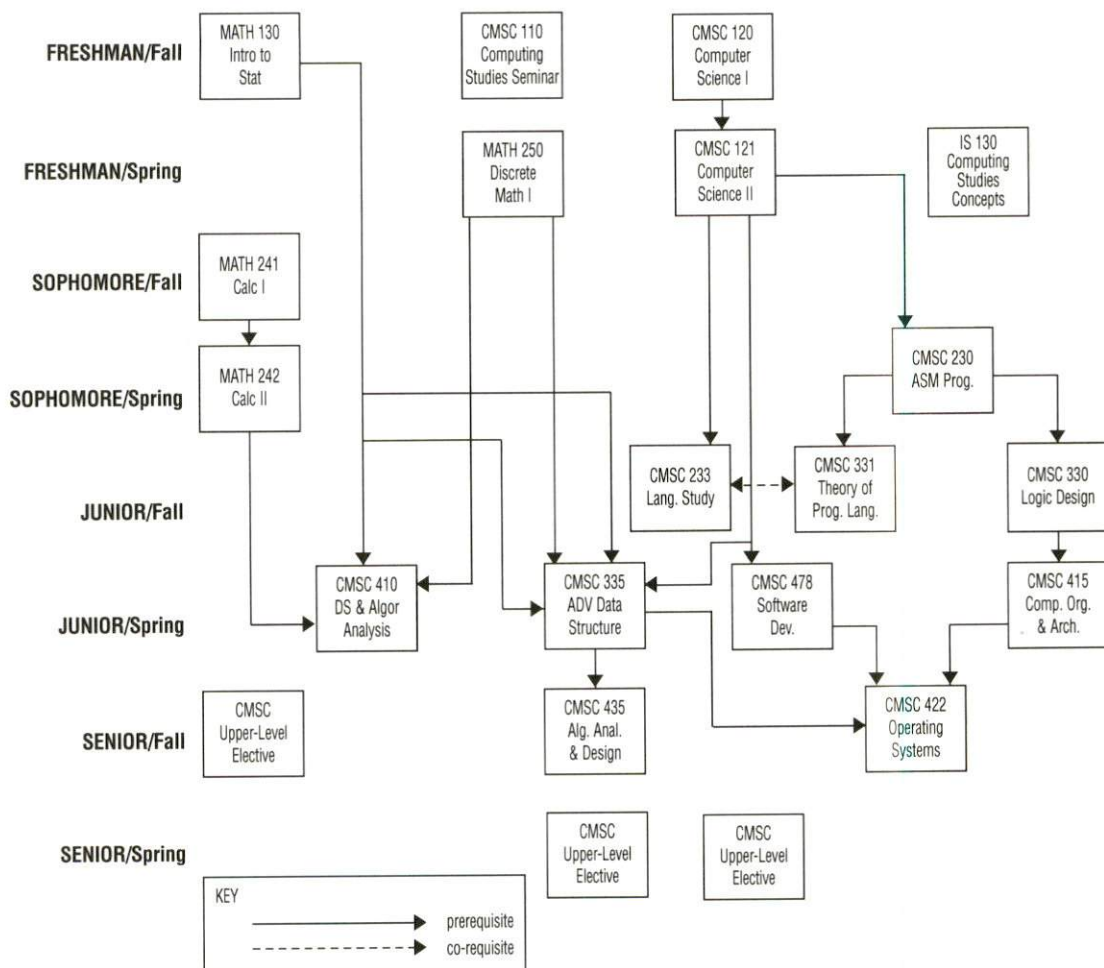 FRESHMAN/Fall
MATH 130
Intro to
Stat
CMSC 110
Computing
Studies Seminar
CMSC 120
Computer
Science I
FRESHMAN/Spring
MATH 250
Discrete
Math I
CMSC 121
Computer
Science II
IS 130
Computing
Studies
Concepts
SOPHOMORE/Fall
MATH 241
Calc I
SOPHOMORE/Spring
MATH 242
Calc II
CMSC 230
ASM Prog.
JUNIOR/Fall
CMSC 233
Lang. Study
CMSC 331
Theory of
Prog. Lang.
CMSC 330
Logic Design
JUNIOR/Spring
CMSC 410
DS & Algor
Analysis
CMSC 335
ADV Data
Structure
CMSC 478
Software
Dev.
CMSC 415
Comp. Org.
& Arch.
SENIOR/Fall
CMSC
Upper-Level
Elective
CMSC 435
Alg. Anal.
& Design
CMSC 422
Operating
Systems
SENIOR/Spring
CMSC
Upper-Level
Elective
CMSC
Upper-Level
Elective
KEY
prerequisite
co-requisite